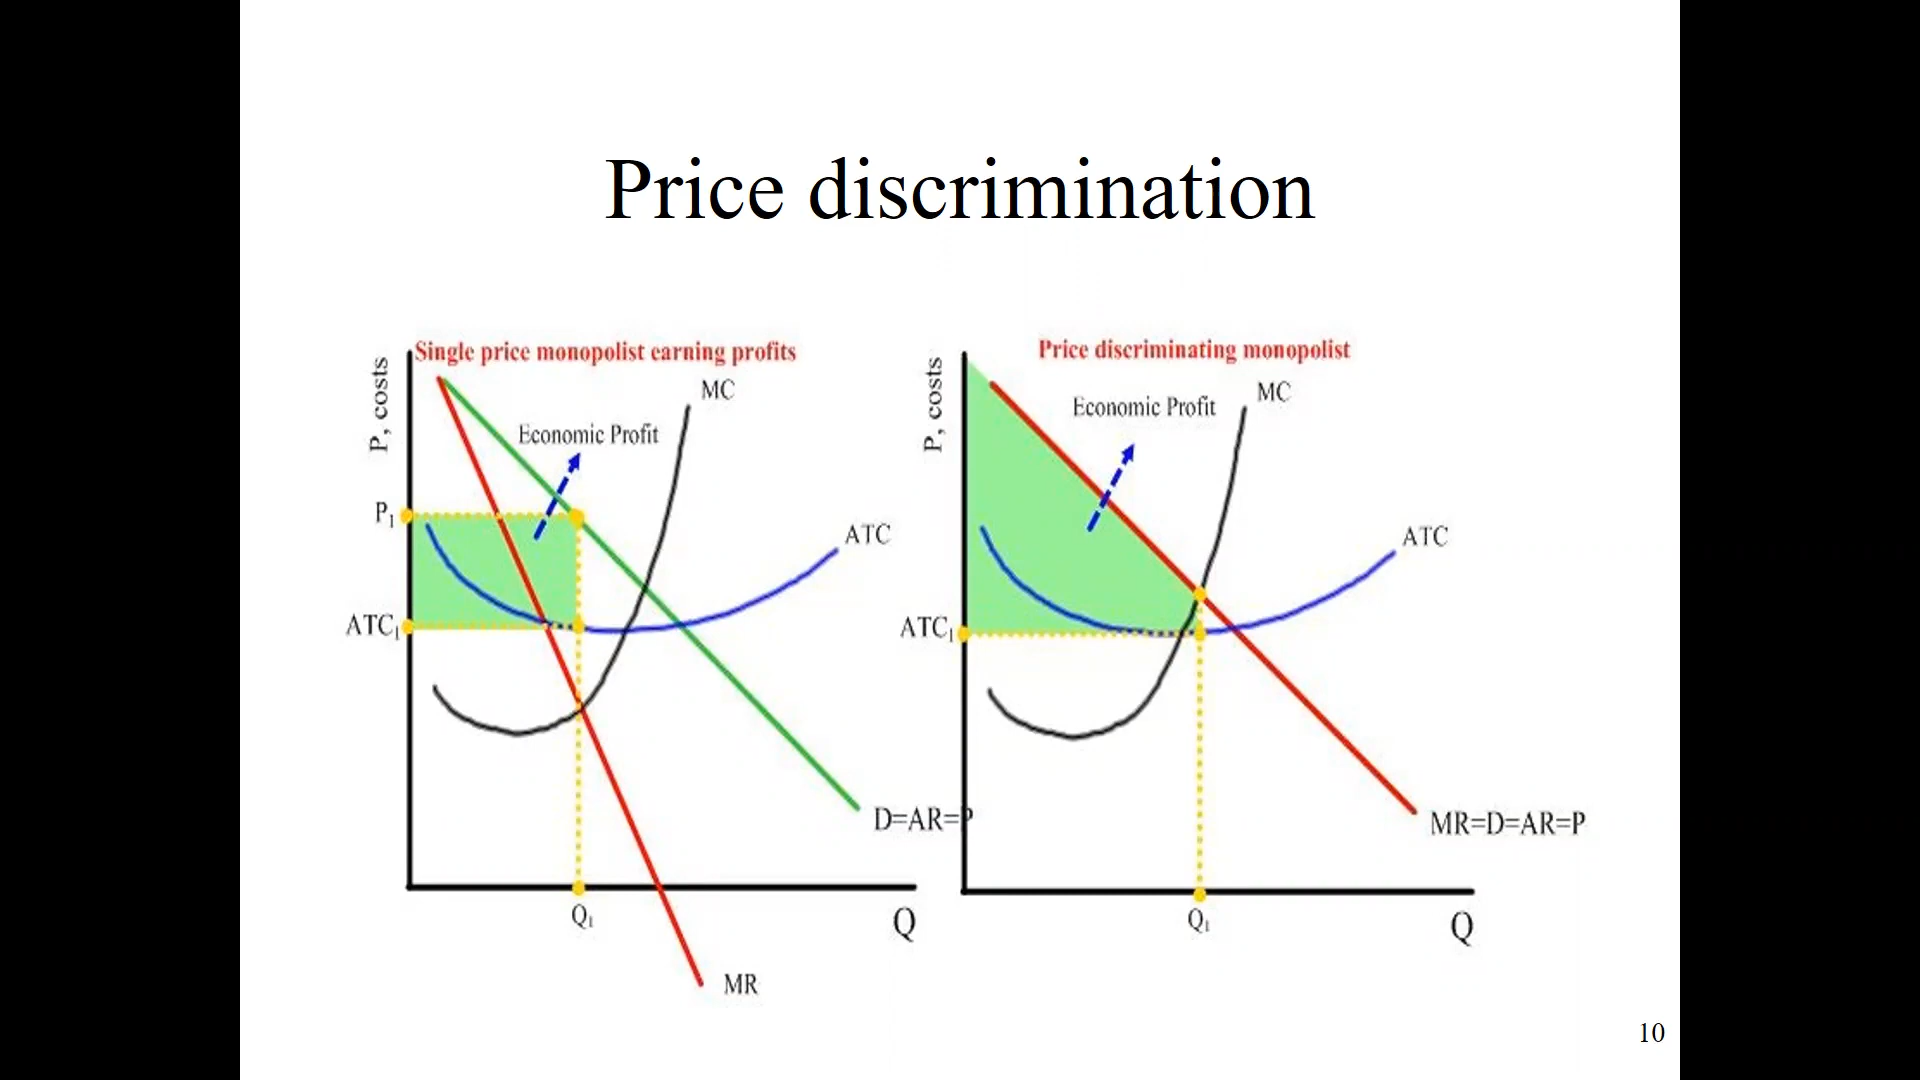 Price discrimination
Single price monopolist earning profits
P, costs
MC
Economic Profit
P₁
ATC
ATC₁
D=AR=P
Q₁
Q
MR
Price discriminating monopolist
P, costs
MC
Economic Profit
ATC
ATC₁
MR=D=AR=P
Q₁
Q
10